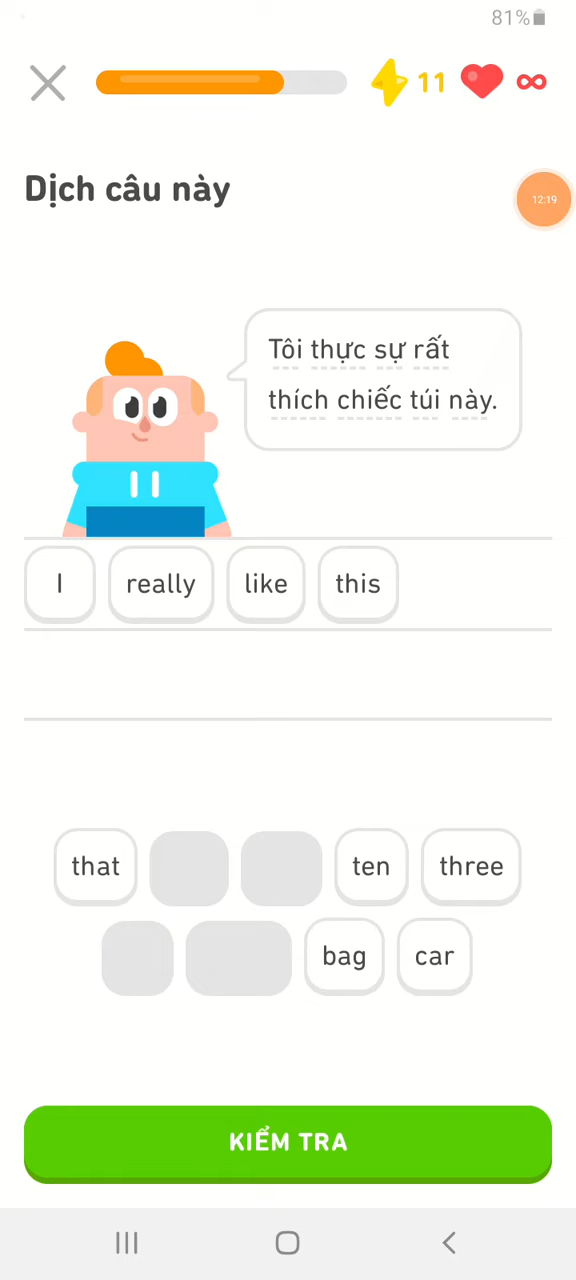 81%
11
Dịch câu này
12:19
Tôi thực sự rất
thích chiếc túi này.
I really like this
that ten three
bag car
KIỂM TRA